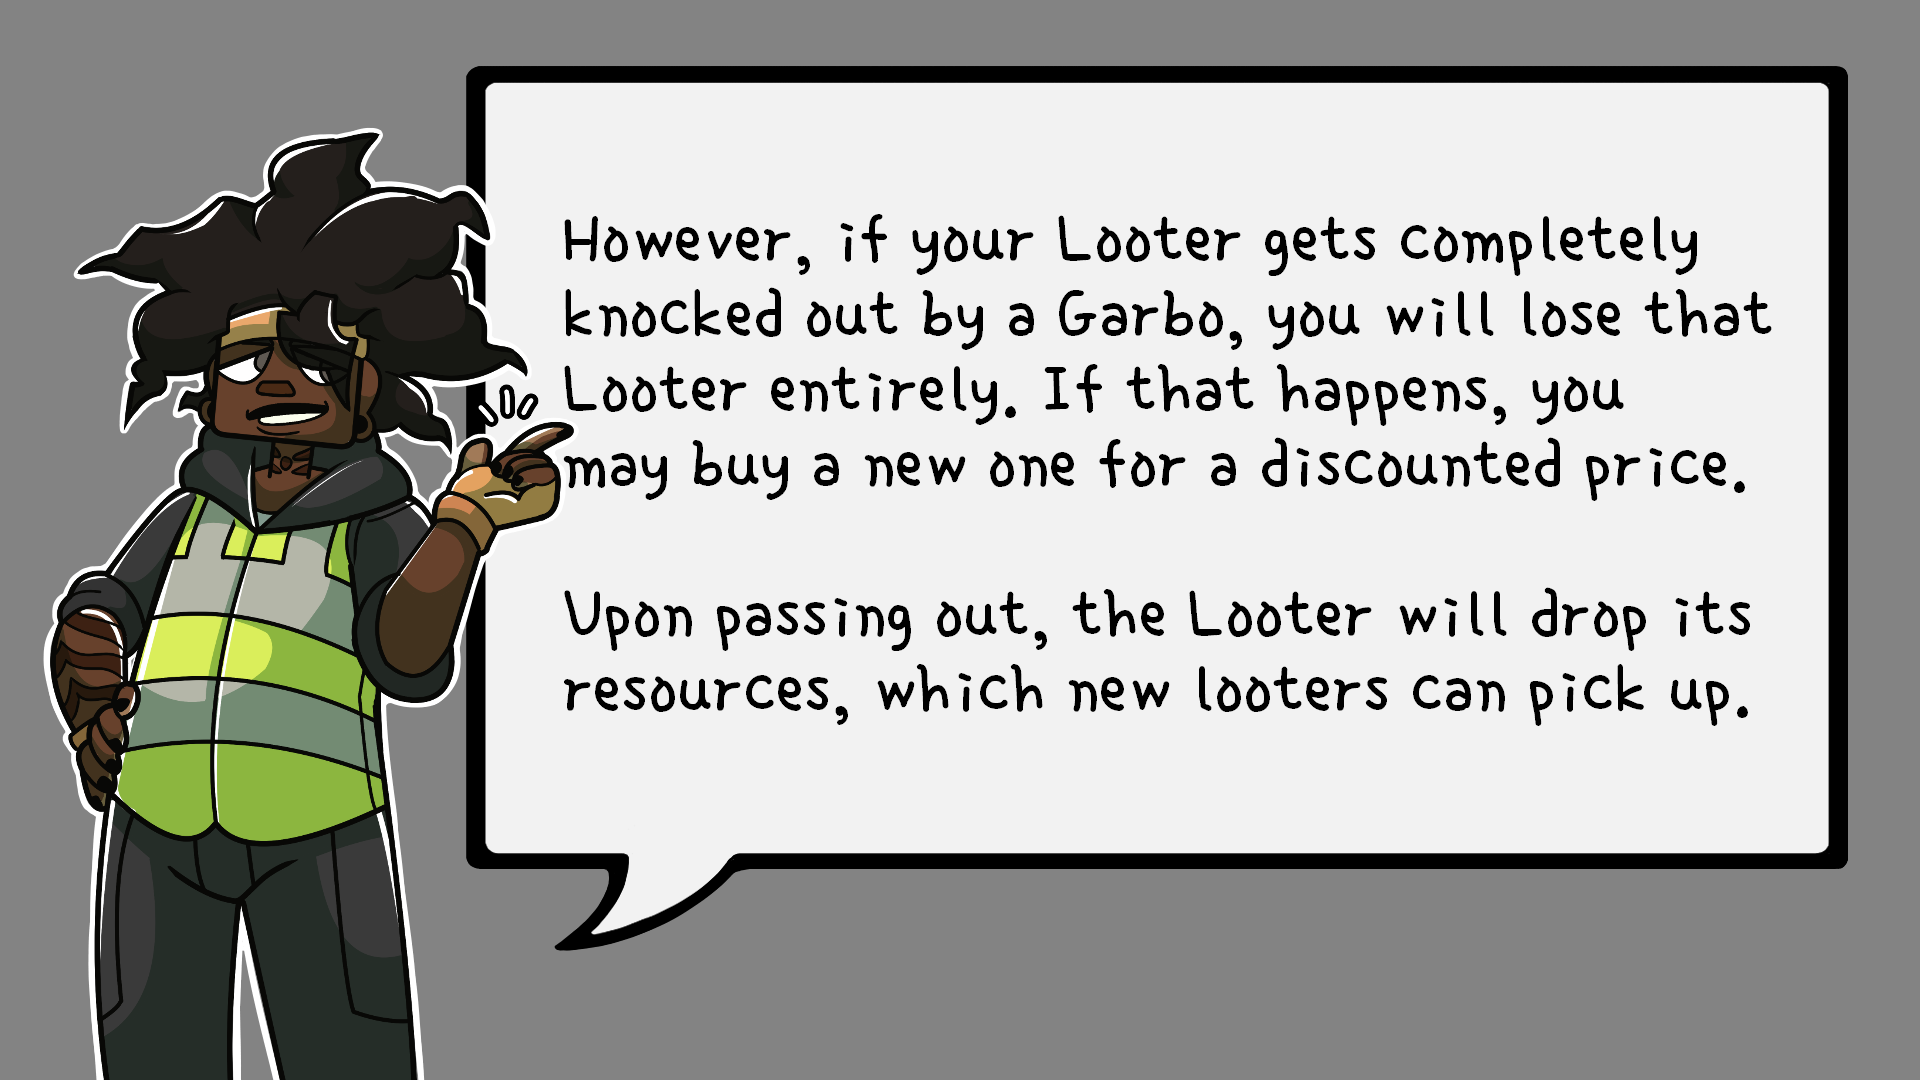 However, if your Looter gets completely
knocked out by a Garbo, you will lose that
Looter entirely. If that happens, you
may buy a new one for a discounted price.
Upon passing out, the Looter will drop its
resources, which new looters can pick up.